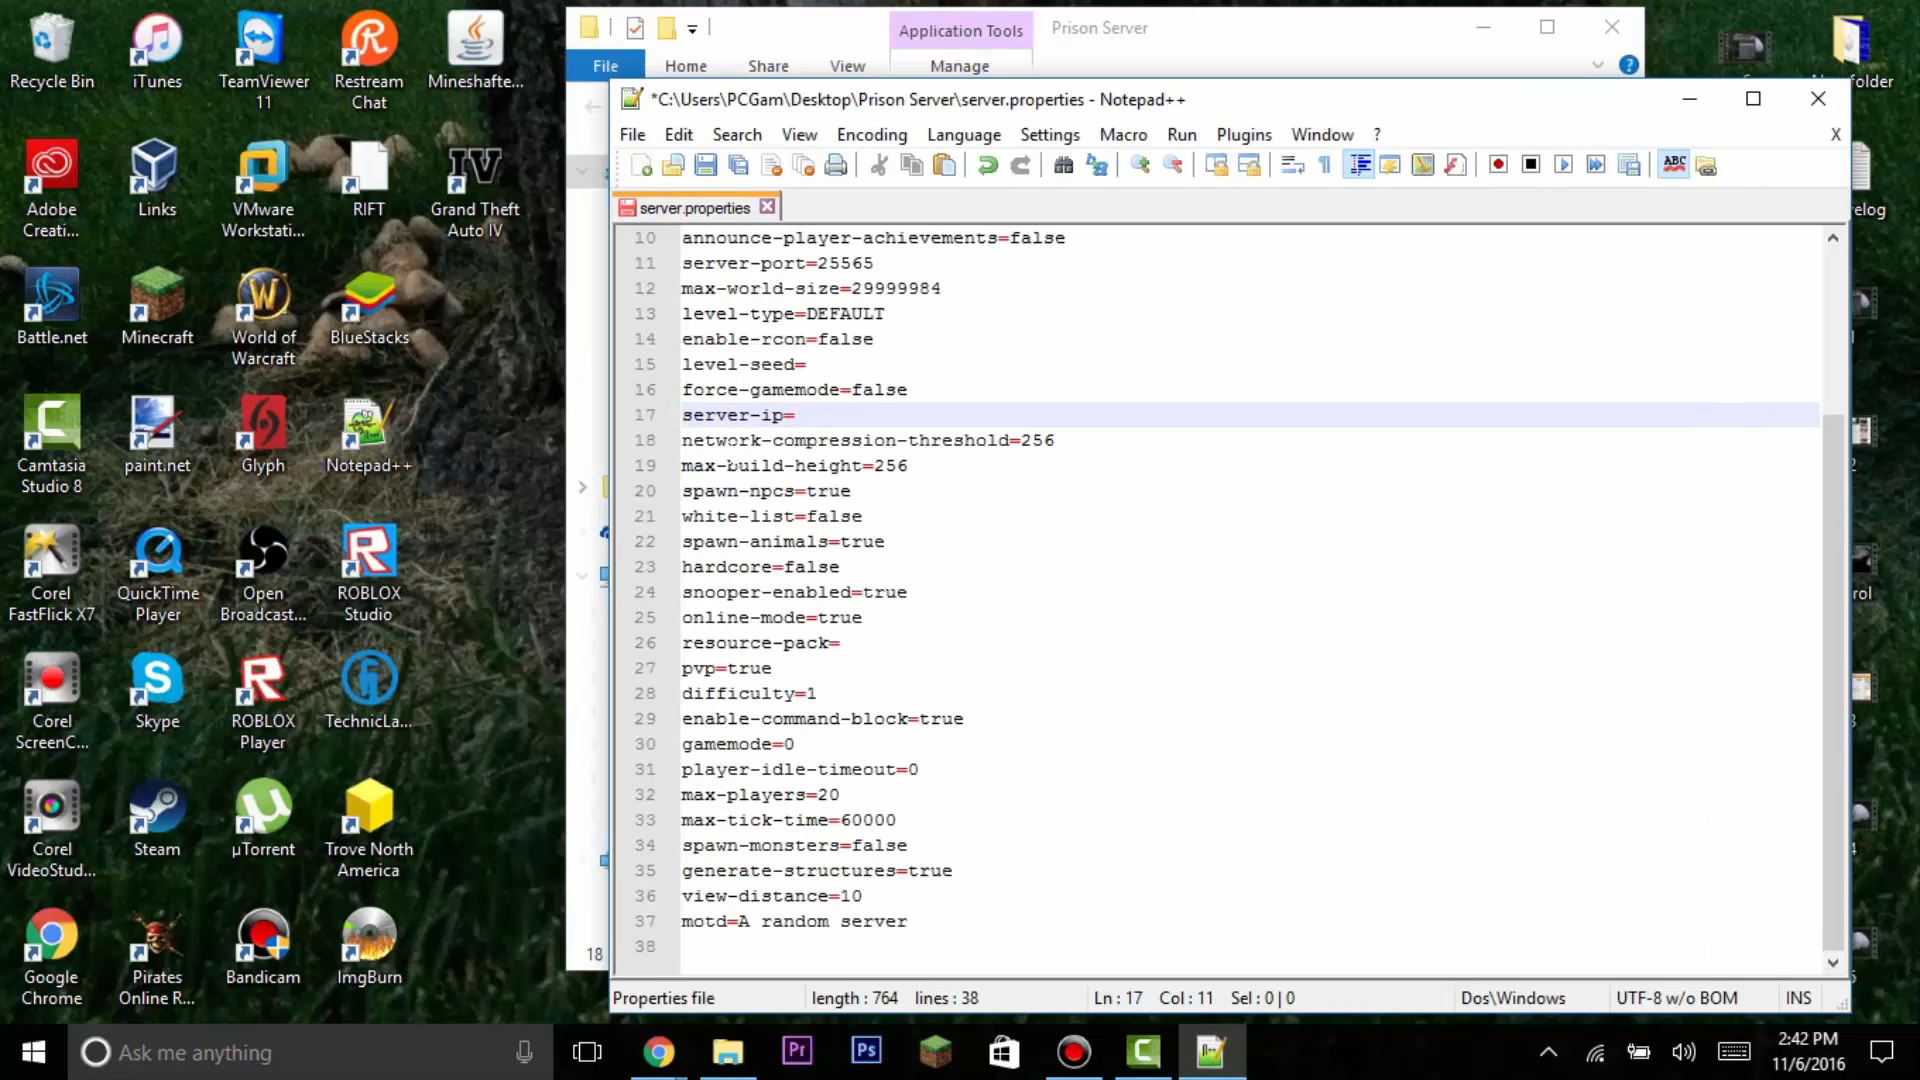 Recycle Bin
iTunes
TeamViewer 11
Restream Chat
Mineshafte...
Adobe Creati...
Links
VMware Workstati...
RIFT
Grand Theft Auto IV
Battle.net
Minecraft
World of Warcraft
BlueStacks
Camtasia Studio 8
paint.net
Glyph
Notepad++
Corel FastFlick X7
QuickTime Player
Open Broadcast...
ROBLOX Studio
Corel ScreenC...
Skype
ROBLOX Player
TechnicLa...
Corel VideoStud...
Steam
µTorrent
Trove North America
Google Chrome
Pirates Online R...
Bandicam
ImgBurn
Application Tools
Prison Server
File Home Share View Manage
*C:\Users\PCGam\Desktop\Prison Server\server.properties - Notepad++
File Edit Search View Encoding Language Settings Macro Run Plugins Window ? X
server.properties
10 announce-player-achievements=false
11 server-port=25565
12 max-world-size=29999984
13 level-type=DEFAULT
14 enable-rcon=false
15 level-seed=
16 force-gamemode=false
17 server-ip=
18 network-compression-threshold=256
19 max-build-height=256
20 spawn-npcs=true
21 white-list=false
22 spawn-animals=true
23 hardcore=false
24 snooper-enabled=true
25 online-mode=true
26 resource-pack=
27 pvp=true
28 difficulty=1
29 enable-command-block=true
30 gamemode=0
31 player-idle-timeout=0
32 max-players=20
33 max-tick-time=60000
34 spawn-monsters=false
35 generate-structures=true
36 view-distance=10
37 motd=A random server
38
18
Properties file length : 764 lines : 38 Ln : 17 Col : 11 Sel : 0 | 0 Dos\Windows UTF-8 w/o BOM INS
Ask me anything
Pr
Ps
2:42 PM
11/6/2016